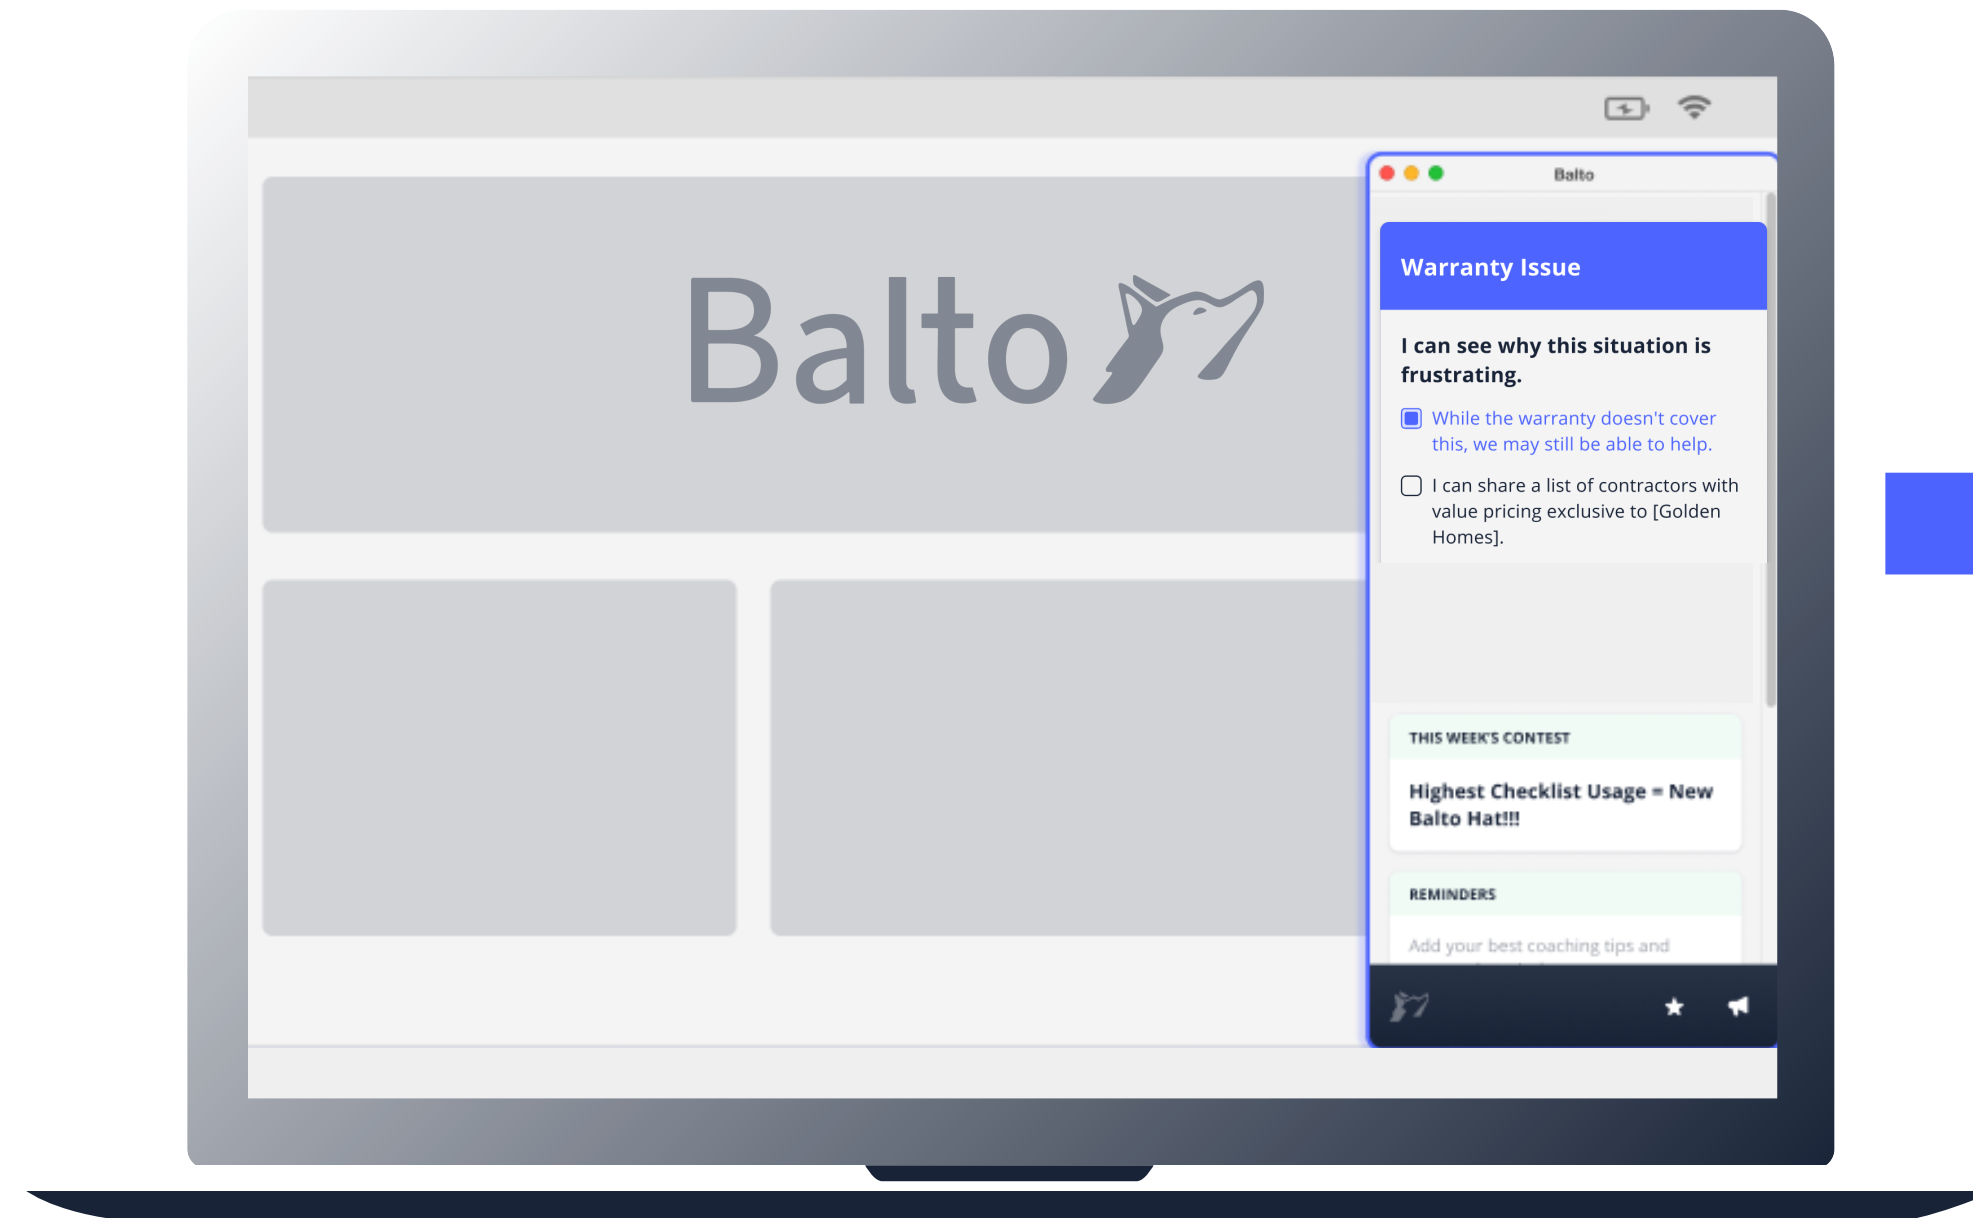 Balto
Balto
Warranty Issue
I can see why this situation is
frustrating.
While the warranty doesn't cover
this, we may still be able to help.
I can share a list of contractors with
value pricing exclusive to [Golden
Homes].
THIS WEEK'S CONTEST
Highest Checklist Usage = New
Balto Hat!!!
REMINDERS
Add your best coaching tips and